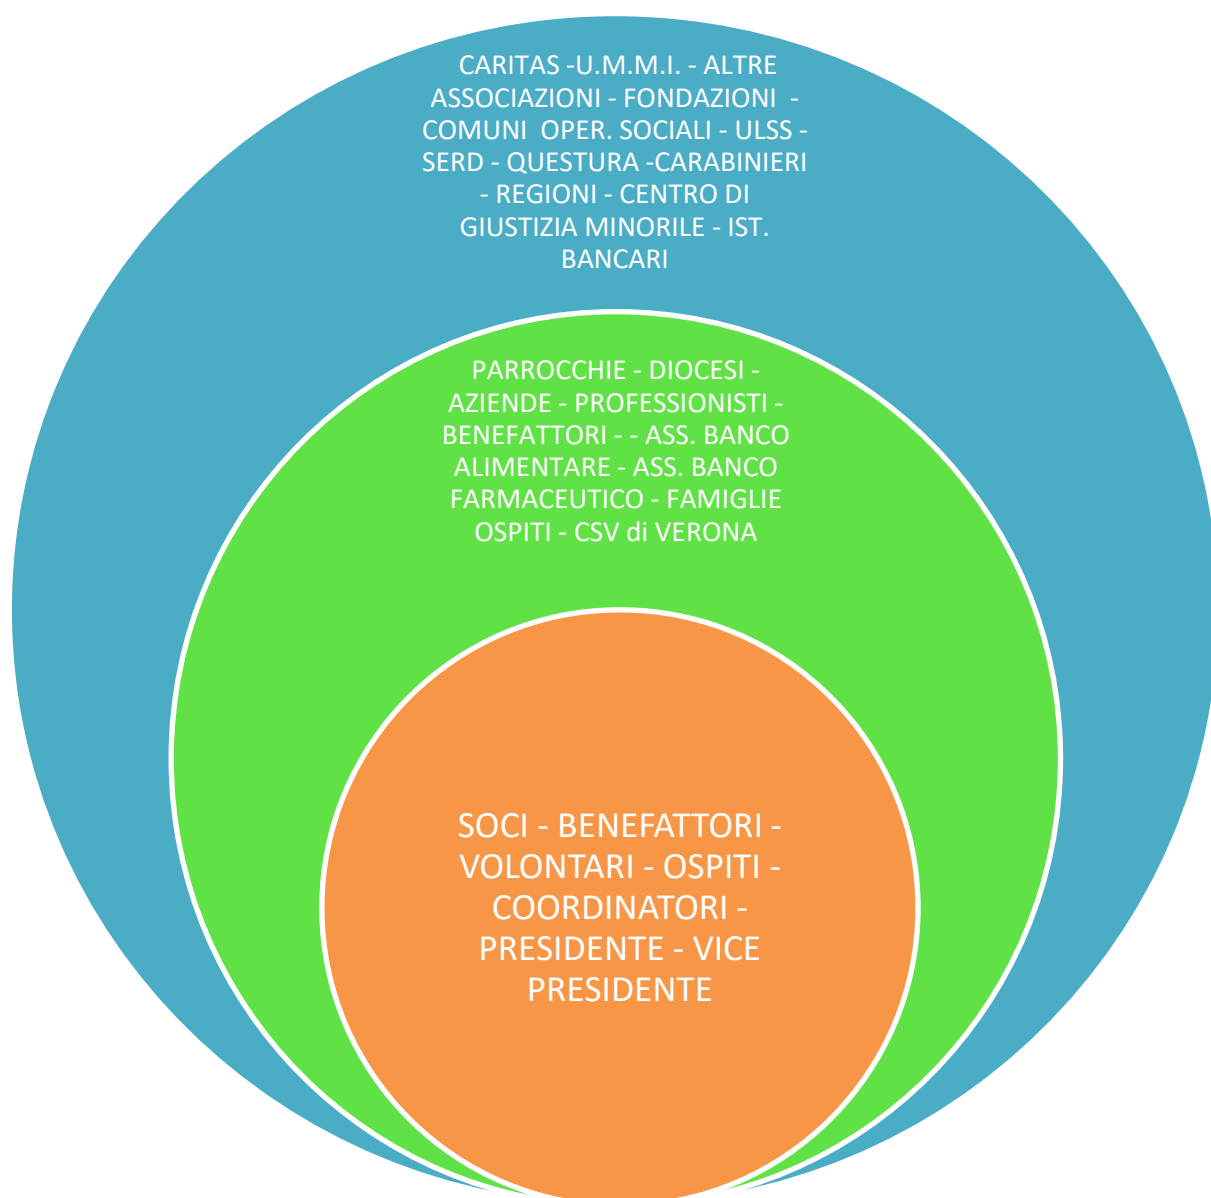 CARITAS -U.M.M.I. - ALTRE
ASSOCIAZIONI - FONDAZIONI  -
COMUNI  OPER. SOCIALI - ULSS -
SERD - QUESTURA -CARABINIERI
- REGIONI - CENTRO DI
GIUSTIZIA MINORILE - IST.
BANCARI
PARROCCHIE - DIOCESI -
AZIENDE - PROFESSIONISTI -
BENEFATTORI - - ASS. BANCO
ALIMENTARE - ASS. BANCO
FARMACEUTICO - FAMIGLIE
OSPITI - CSV di VERONA
SOCI - BENEFATTORI -
VOLONTARI - OSPITI -
COORDINATORI -
PRESIDENTE - VICE
PRESIDENTE